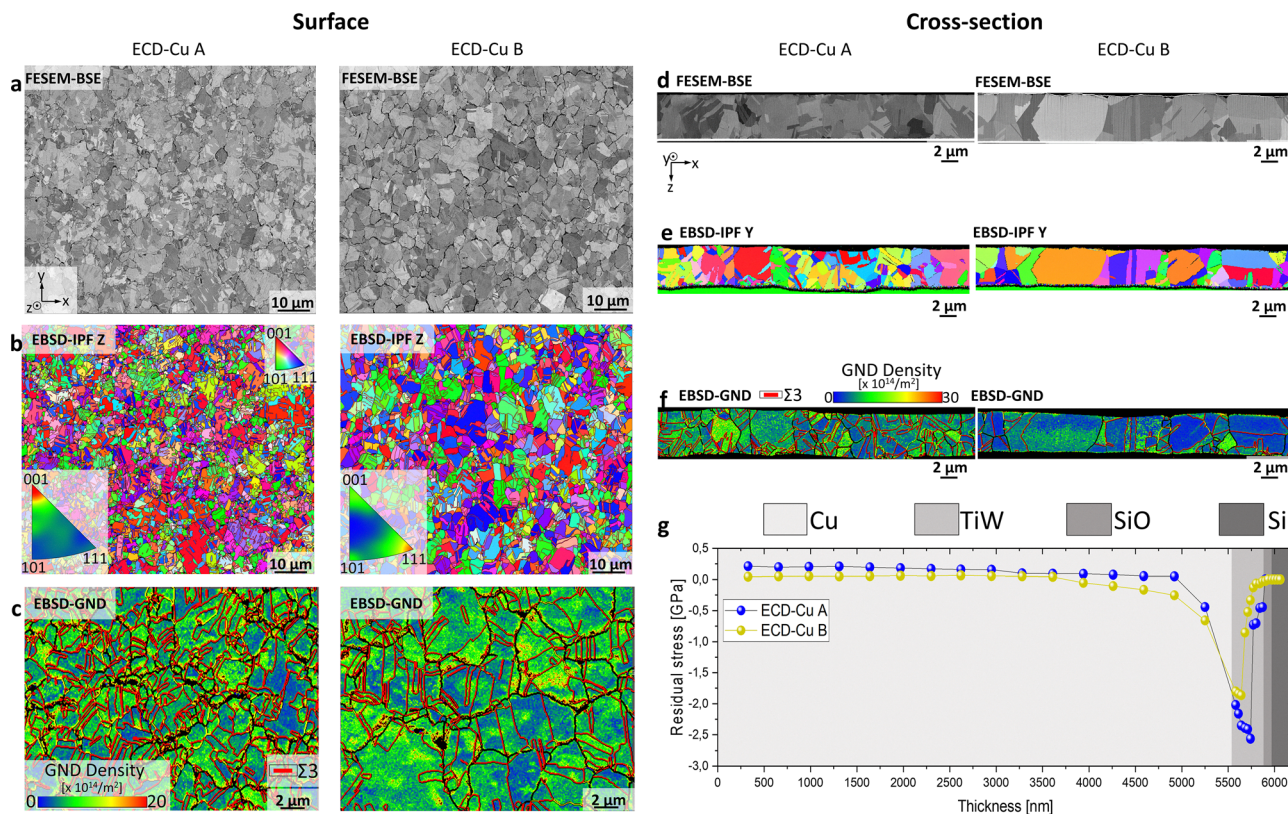 Surface
ECD-Cu A
ECD-Cu B
a
FESEM-BSE
FESEM-BSE
y
z
x
10 μm
10 μm
b
EBSD-IPF Z
EBSD-IPF Z
001
101
111
001
101
111
001
101
111
10 μm
10 μm
c
EBSD-GND
EBSD-GND
GND Density
[x 10¹⁴/m²]
0
20
Σ3
2 μm
2 μm
Cross-section
ECD-Cu A
ECD-Cu B
d
FESEM-BSE
FESEM-BSE
y
x
z
2 μm
2 μm
e
EBSD-IPF Y
EBSD-IPF Y
2 μm
2 μm
f
EBSD-GND
Σ3
GND Density
[x 10¹⁴/m²]
0
30
EBSD-GND
2 μm
2 μm
g
Cu
TiW
SiO
Si
0,5
0,0
-0,5
-1,0
-1,5
-2,0
-2,5
-3,0
Residual stress [GPa]
ECD-Cu A
ECD-Cu B
0 500 1000 1500 2000 2500 3000 3500 4000 4500 5000 5500 6000
Thickness [nm]